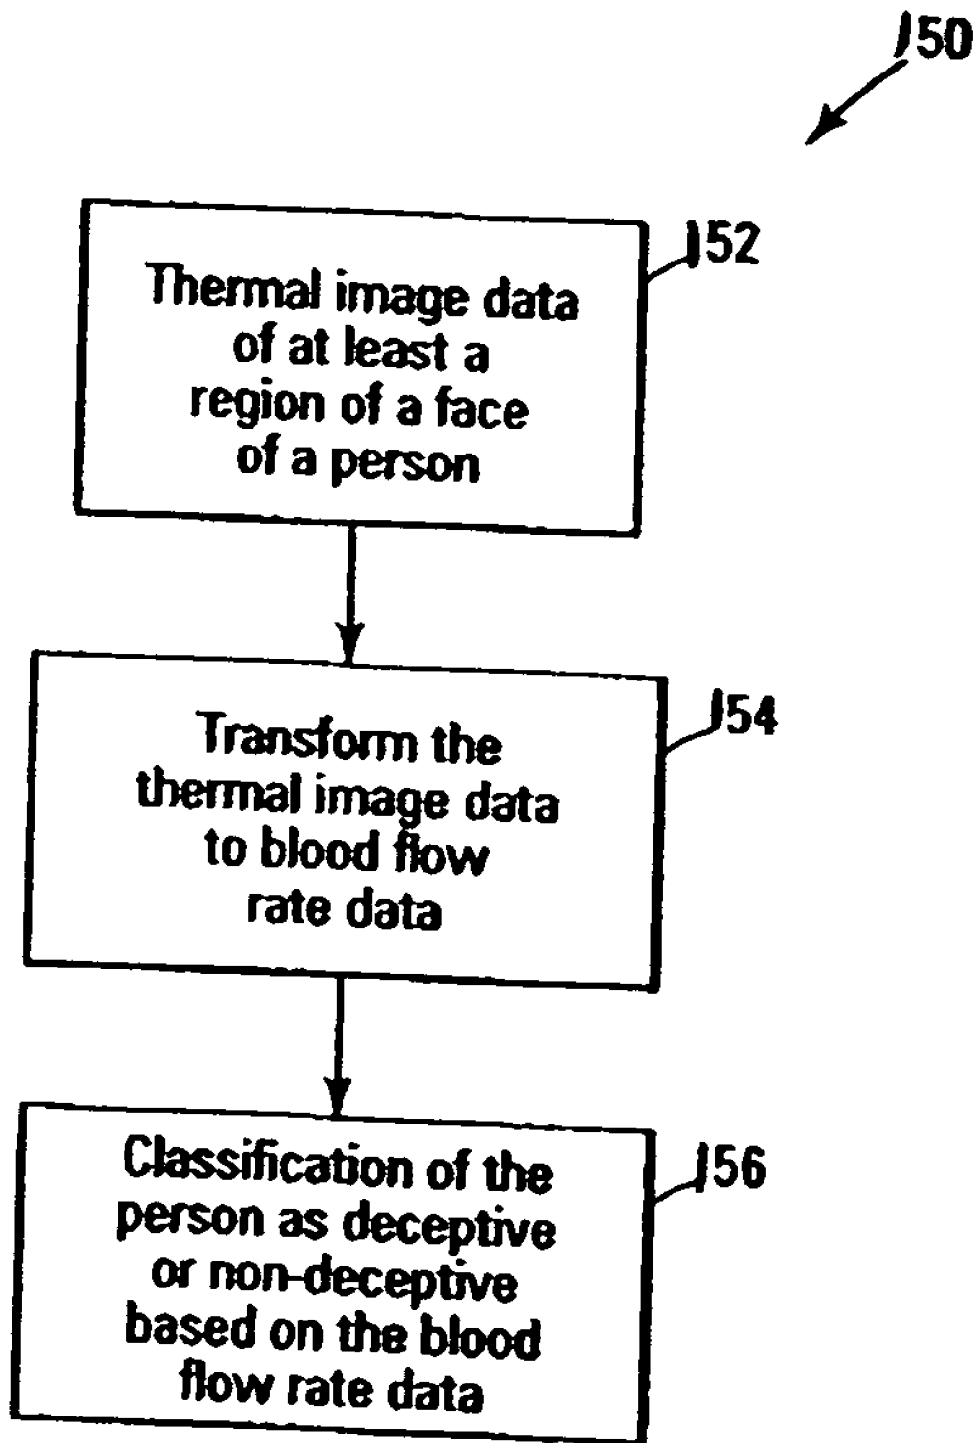 150
152
Thermal image data
of at least a
region of a face
of a person
154
Transform the
thermal image data
to blood flow
rate data
156
Classification of the
person as deceptive
or non-deceptive
based on the blood
flow rate data